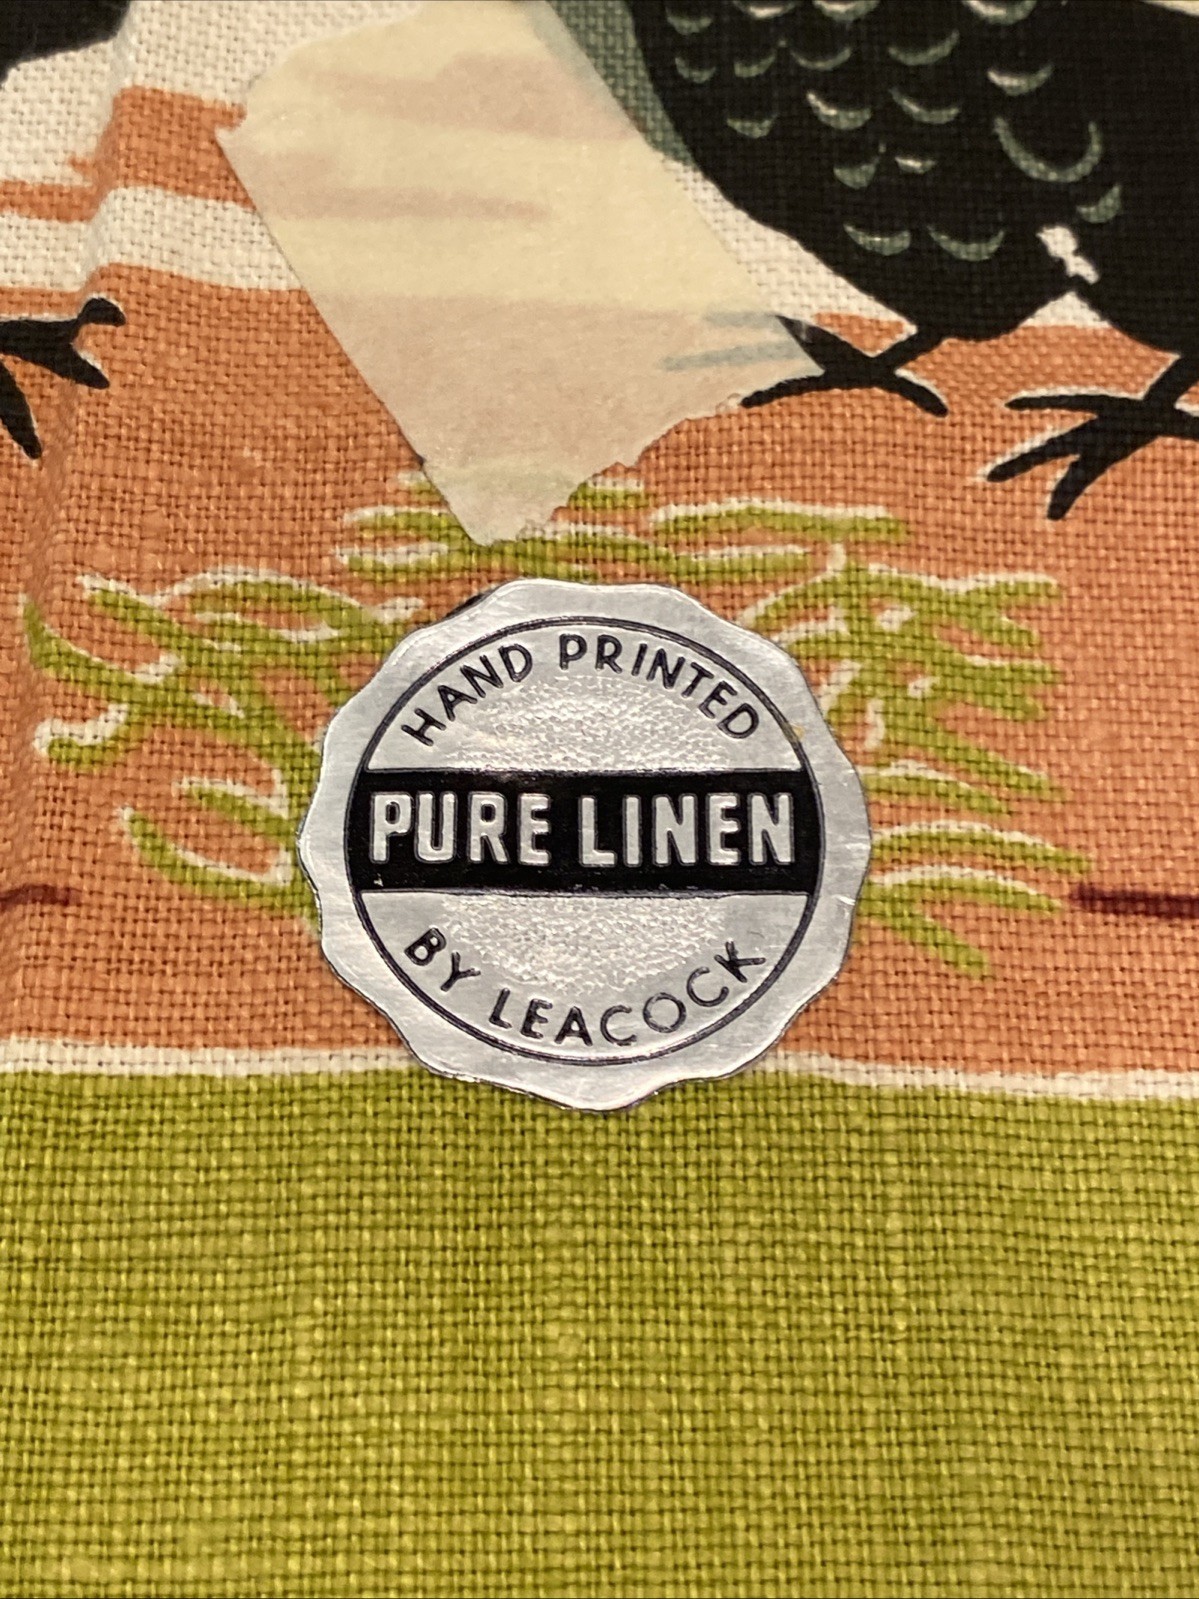 HAND PRINTED
PURE LINEN
BY LEACOCK